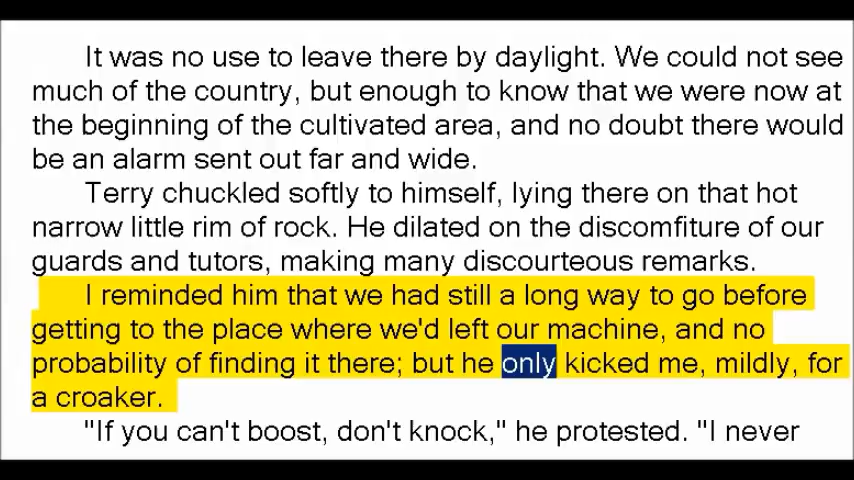 It was no use to leave there by daylight. We could not see
much of the country, but enough to know that we were now at
the beginning of the cultivated area, and no doubt there would
be an alarm sent out far and wide.
Terry chuckled softly to himself, lying there on that hot
narrow little rim of rock. He dilated on the discomfiture of our
guards and tutors, making many discourteous remarks.
I reminded him that we had still a long way to go before
getting to the place where we'd left our machine, and no
probability of finding it there; but he only kicked me, mildly, for
a croaker.
"If you can't boost, don't knock," he protested. "I never